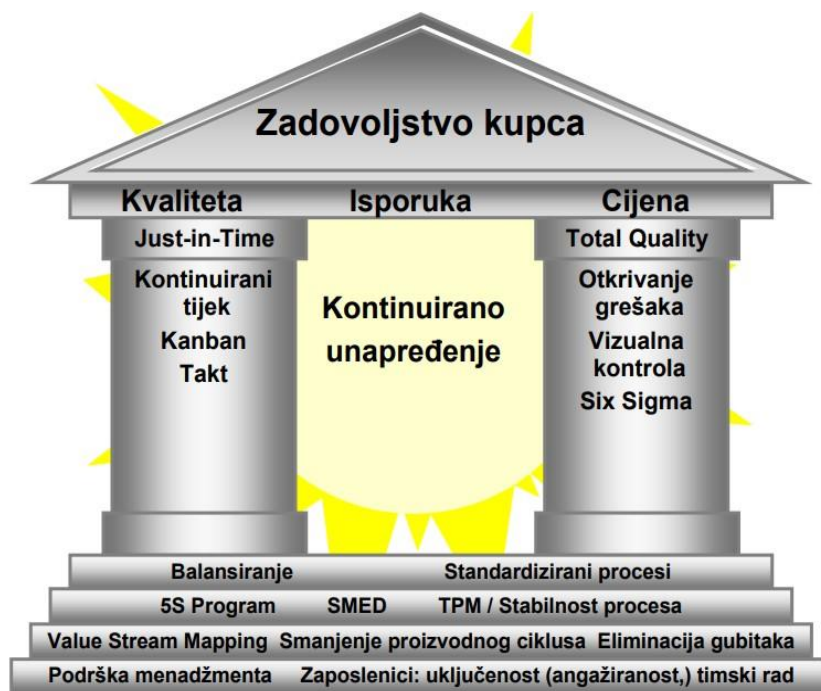 Zadovoljstvo kupca
Kvaliteta Isporuka Cijena
Just-in-Time
Kontinuirani
tijek
Kanban
Takt
Kontinuirano
unapređenje
Total Quality
Otkrivanje
grešaka
Vizualna
kontrola
Six Sigma
Balansiranje Standardizirani procesi
5S Program SMED TPM / Stabilnost procesa
Value Stream Mapping Smanjenje proizvodnog ciklusa Eliminacija gubitaka
Podrška menadžmenta Zaposlenici: uključenost (angažiranost,) timski rad